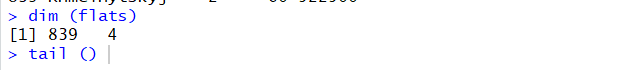 > dim (flats)
[1] 839   4
> tail ()